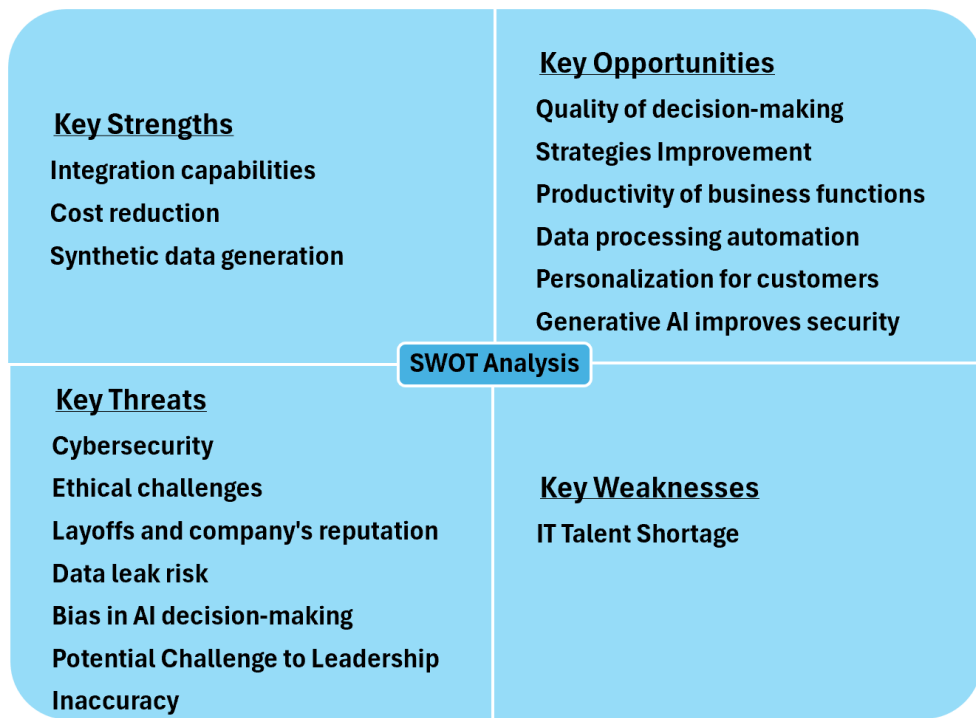 Key Strengths
Integration capabilities
Cost reduction
Synthetic data generation
Key Opportunities
Quality of decision-making
Strategies Improvement
Productivity of business functions
Data processing automation
Personalization for customers
Generative AI improves security
SWOT Analysis
Key Threats
Cybersecurity
Ethical challenges
Layoffs and company's reputation
Data leak risk
Bias in AI decision-making
Potential Challenge to Leadership
Inaccuracy
Key Weaknesses
IT Talent Shortage